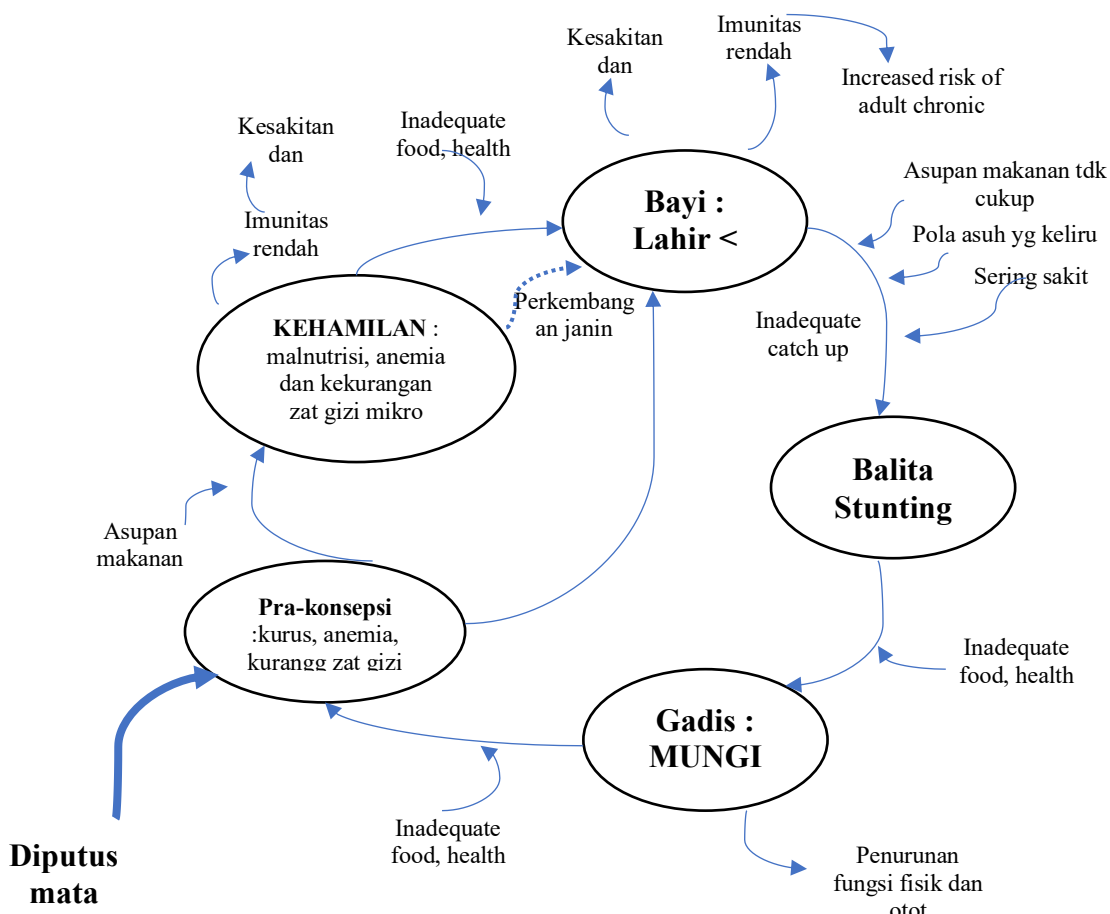 Kesakitan
dan
Imunitas
rendah
Increased risk of
adult chronic
Kesakitan
dan
Inadequate
food, health
Imunitas
rendah
Bayi :
Lahir <
Asupan makanan tdk
cukup
Pola asuh yg keliru
Sering sakit
Perkembang
an janin
Inadequate
catch up
KEHAMILAN :
malnutrisi, anemia
dan kekurangan
zat gizi mikro
Balita
Stunting
Asupan
makanan
Pra-konsepsi
:kurus, anemia,
kurangg zat gizi
Inadequate
food, health
Gadis :
MUNGI
Inadequate
food, health
Diputus
mata
Penurunan
fungsi fisik dan
otot